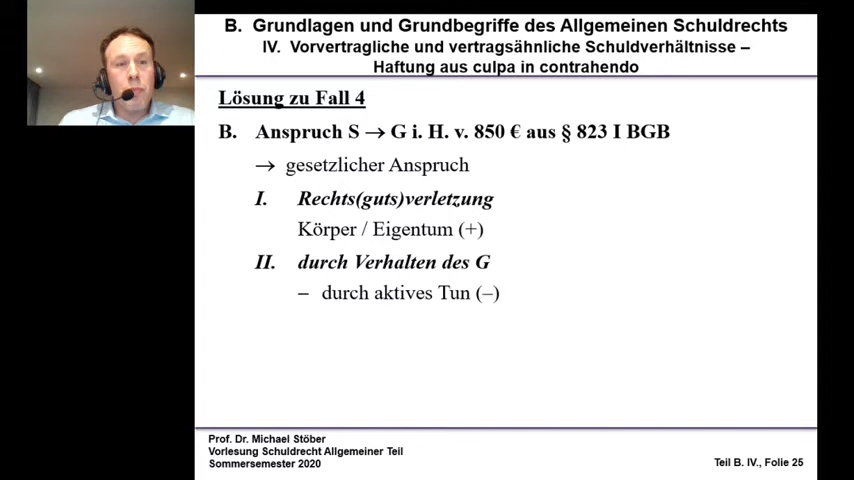 B. Grundlagen und Grundbegriffe des Allgemeinen Schuldrechts
IV. Vorvertragliche und vertragsähnliche Schuldverhältnisse –
Haftung aus culpa in contrahendo
Lösung zu Fall 4
B. Anspruch S → G i. H. v. 850 € aus § 823 I BGB
→ gesetzlicher Anspruch
I. Rechts(guts)verletzung
Körper / Eigentum (+)
II. durch Verhalten des G
– durch aktives Tun (–)
Prof. Dr. Michael Stöber
Vorlesung Schuldrecht Allgemeiner Teil
Sommersemester 2020
Teil B. IV., Folie 25